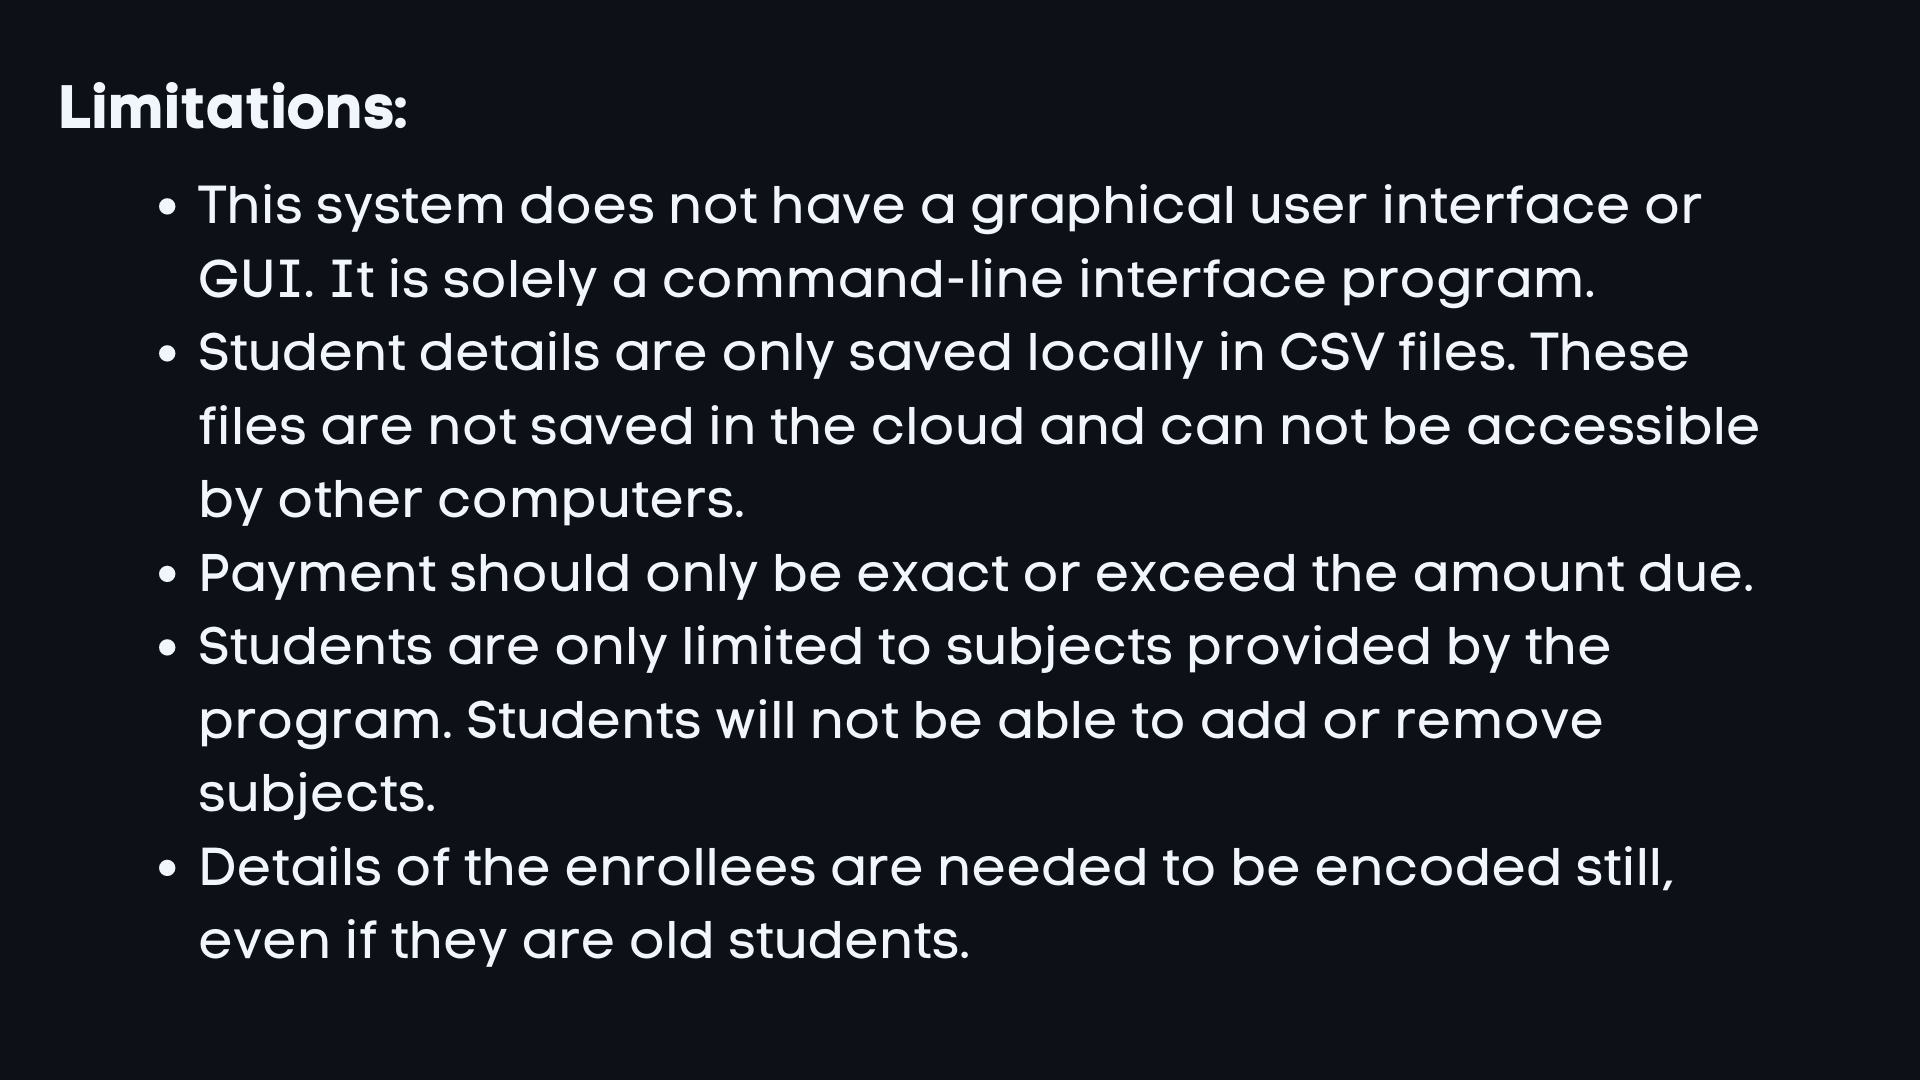 Limitations:
• This system does not have a graphical user interface or
GUI. It is solely a command-line interface program.
• Student details are only saved locally in CSV files. These
files are not saved in the cloud and can not be accessible
by other computers.
• Payment should only be exact or exceed the amount due.
• Students are only limited to subjects provided by the
program. Students will not be able to add or remove
subjects.
• Details of the enrollees are needed to be encoded still,
even if they are old students.